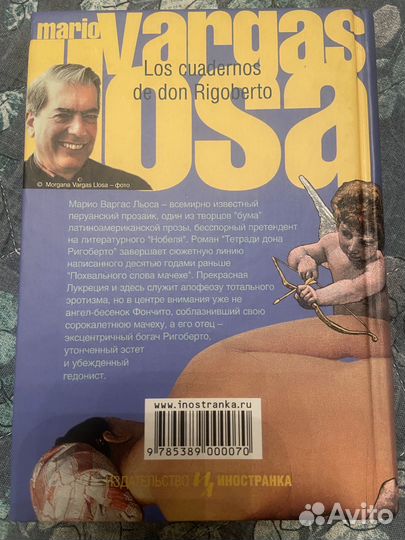 mario
vargas
llosa
Los cuadernos
de don Rigoberto
© Morgana Vargas Llosa – фото
Марио Варгас Льоса – всемирно известный
перуанский прозаик, один из творцов "бума"
латиноамериканской прозы, бесспорный претендент
на литературного "Нобеля". Роман "Тетради дона
Ригоберто" завершает сюжетную линию
написанного десятью годами раньше
"Похвального слова мачехе". Прекрасная
Лукреция и здесь служит апофеозу тотального
эротизма, но в центре внимания уже не
ангел-бесенок Фончито, соблазнивший свою
сорокалетнюю мачеху, а его отец –
эксцентричный богач Ригоберто,
утонченный эстет
и убежденный
гедонист.
www.inostranka.ru
9 785389 000070
ИЗДАТЕЛЬСТВО ИНОСТРАНКА
Avito